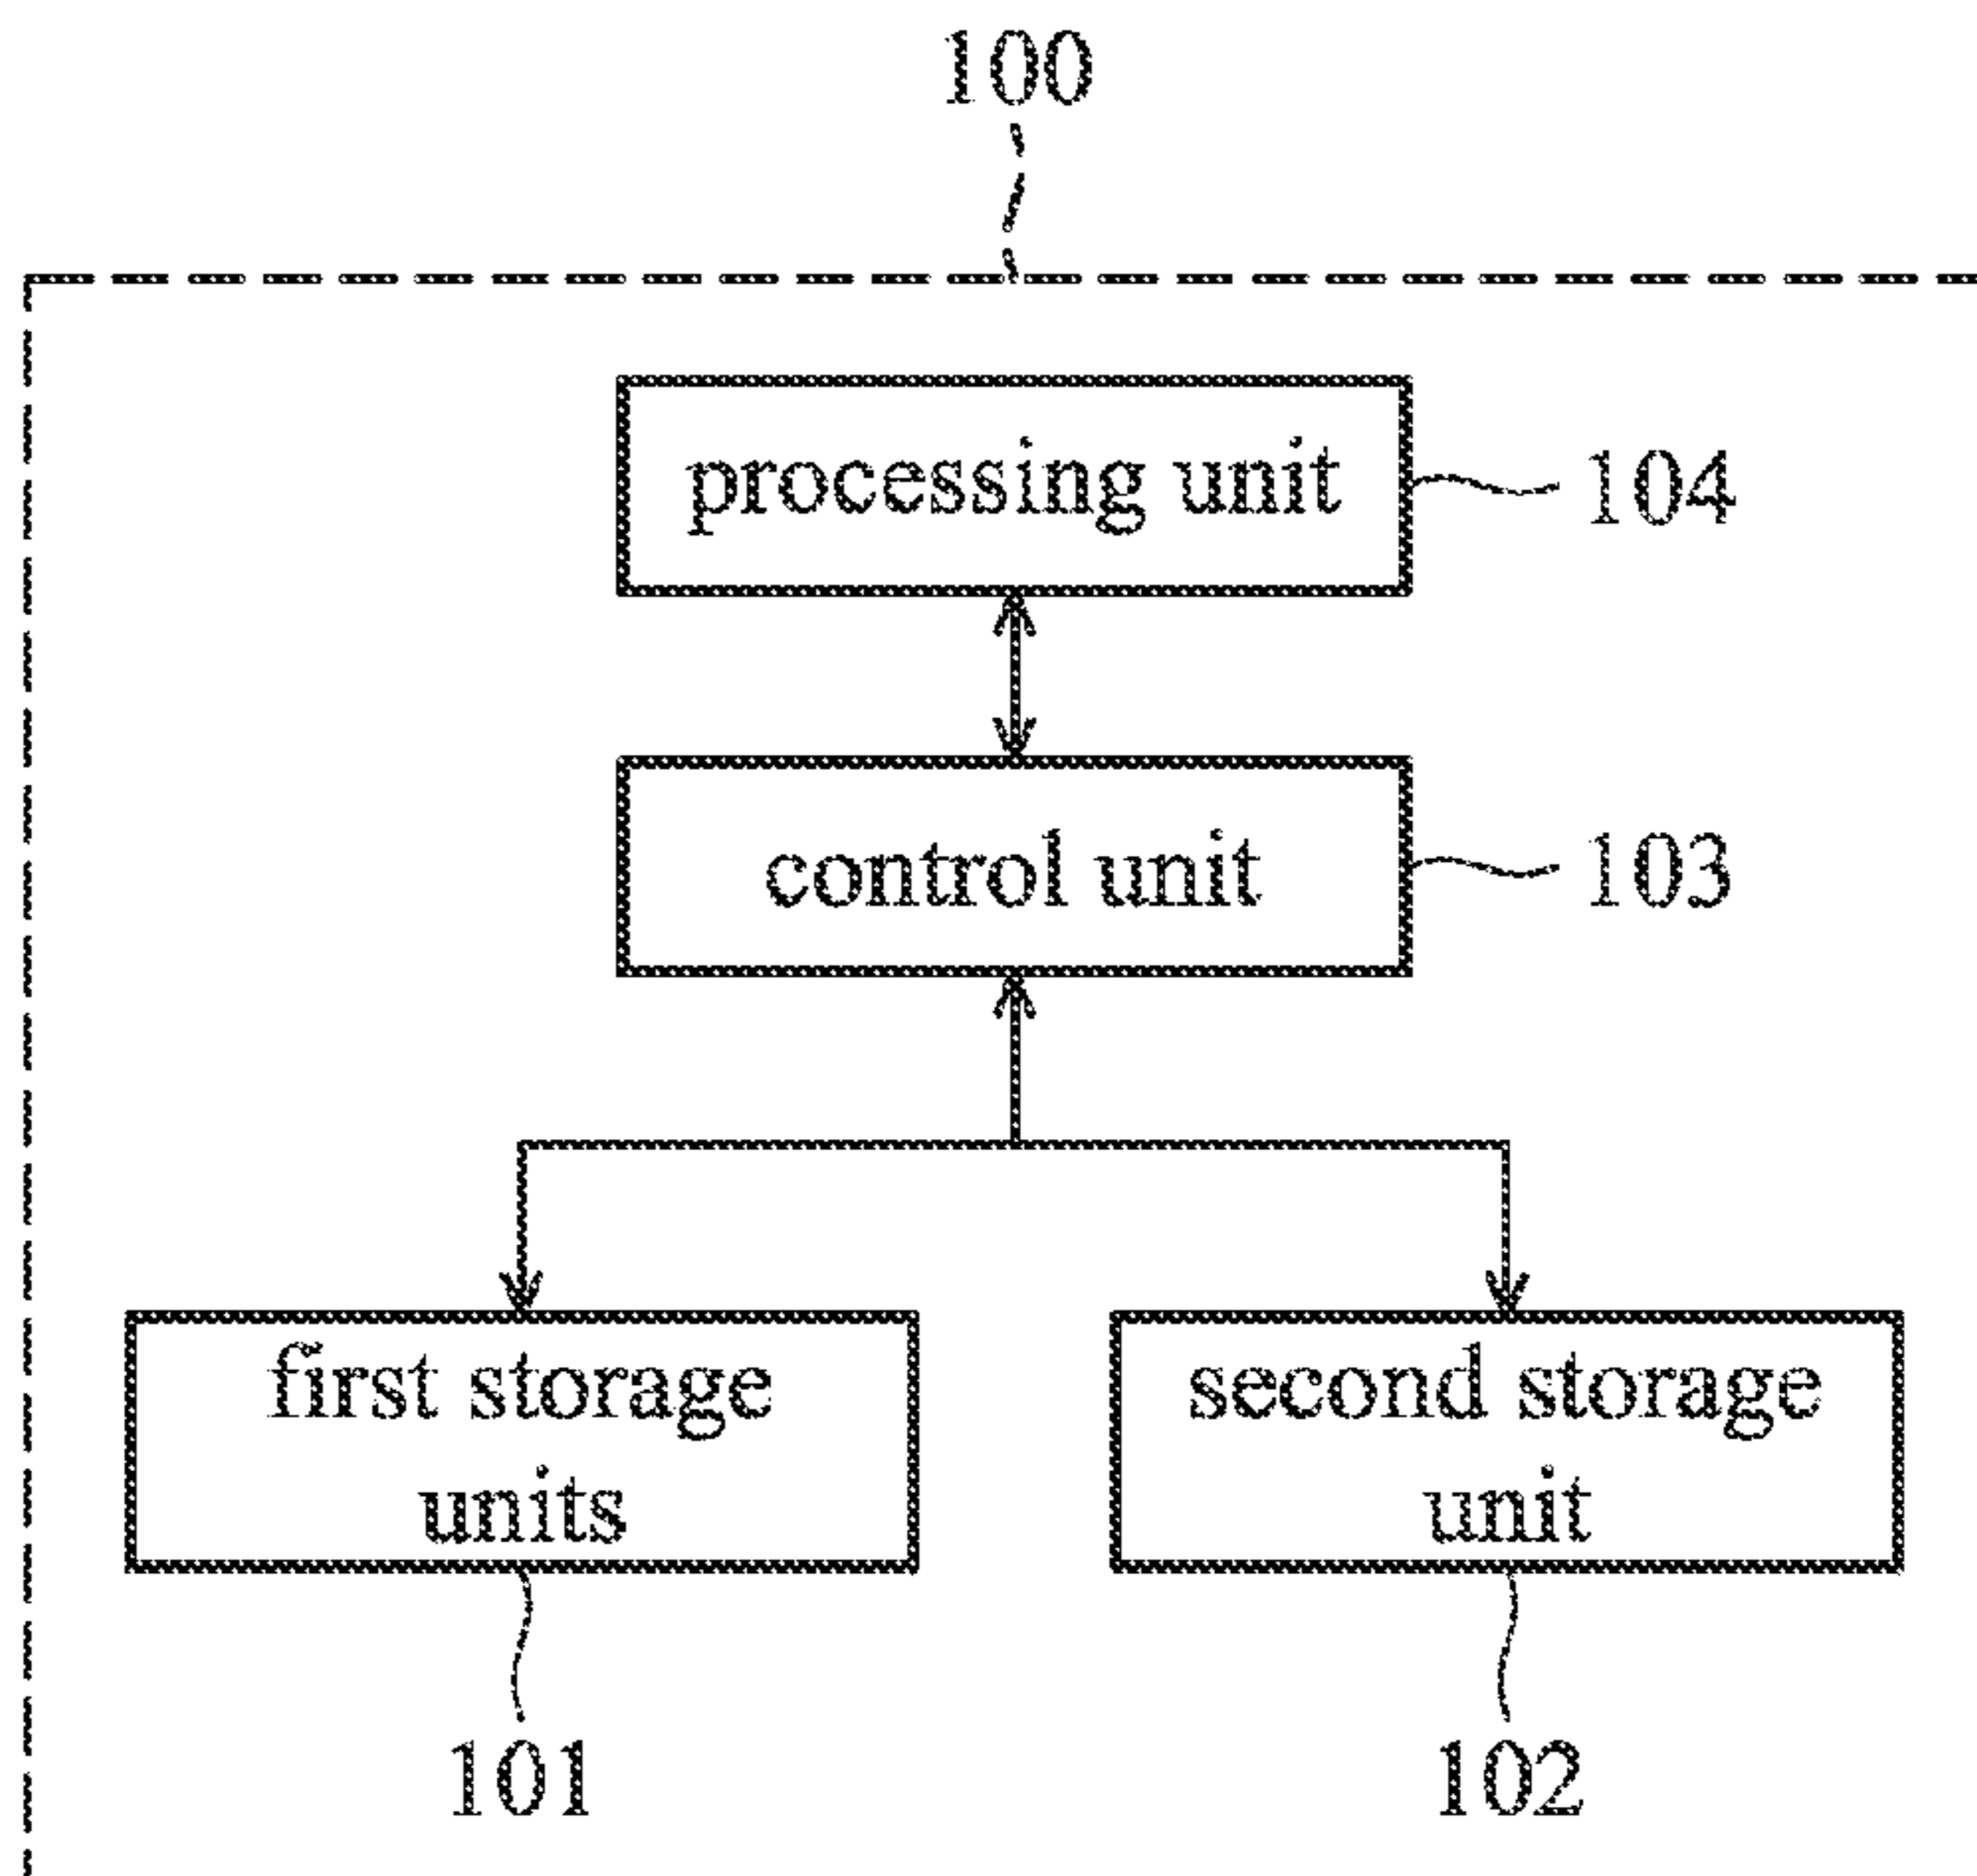 100
processing unit
104
control unit
103
first storage
units
second storage
unit
101
102